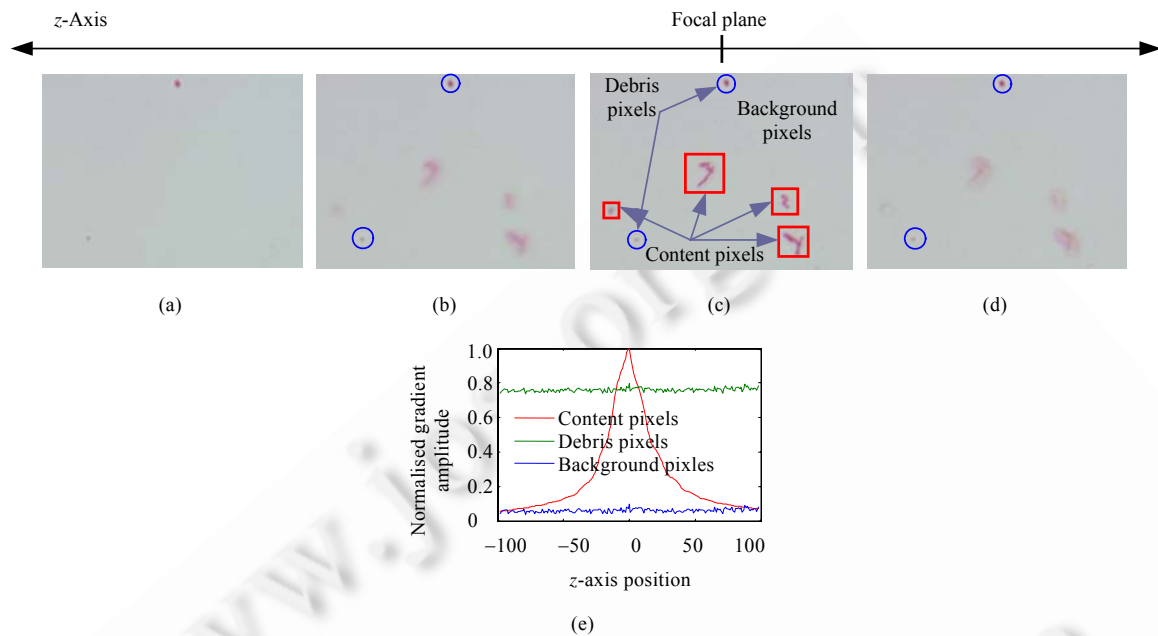 z-Axis
Focal plane
Debris
pixels
Background
pixels
Content pixels
(a)
(b)
(c)
(d)
Normalised gradient
amplitude
1.0
0.8
0.6
0.4
0.2
0
Content pixels
Debris pixels
Background pixles
−100
−50
0
50
100
z-axis position
(e)